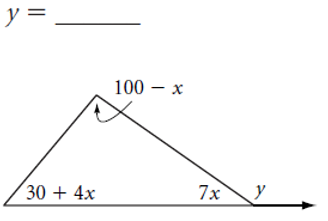 y = ________
100 − x
30 + 4x
7x
y